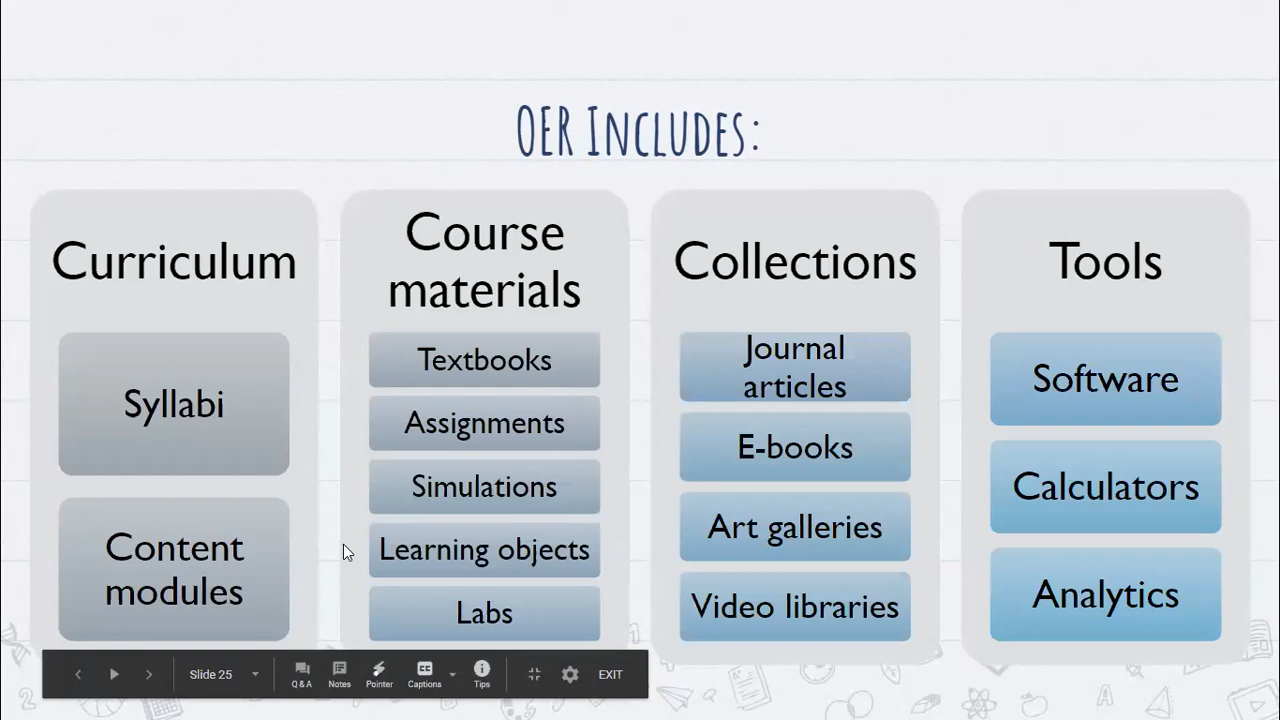 OER Includes:
Curriculum
Syllabi
Content
modules
Course
materials
Textbooks
Assignments
Simulations
Learning objects
Labs
Collections
Journal
articles
E-books
Art galleries
Video libraries
Tools
Software
Calculators
Analytics
Slide 25
Q & A
Notes
Pointer
CC
Captions
Tips
EXIT